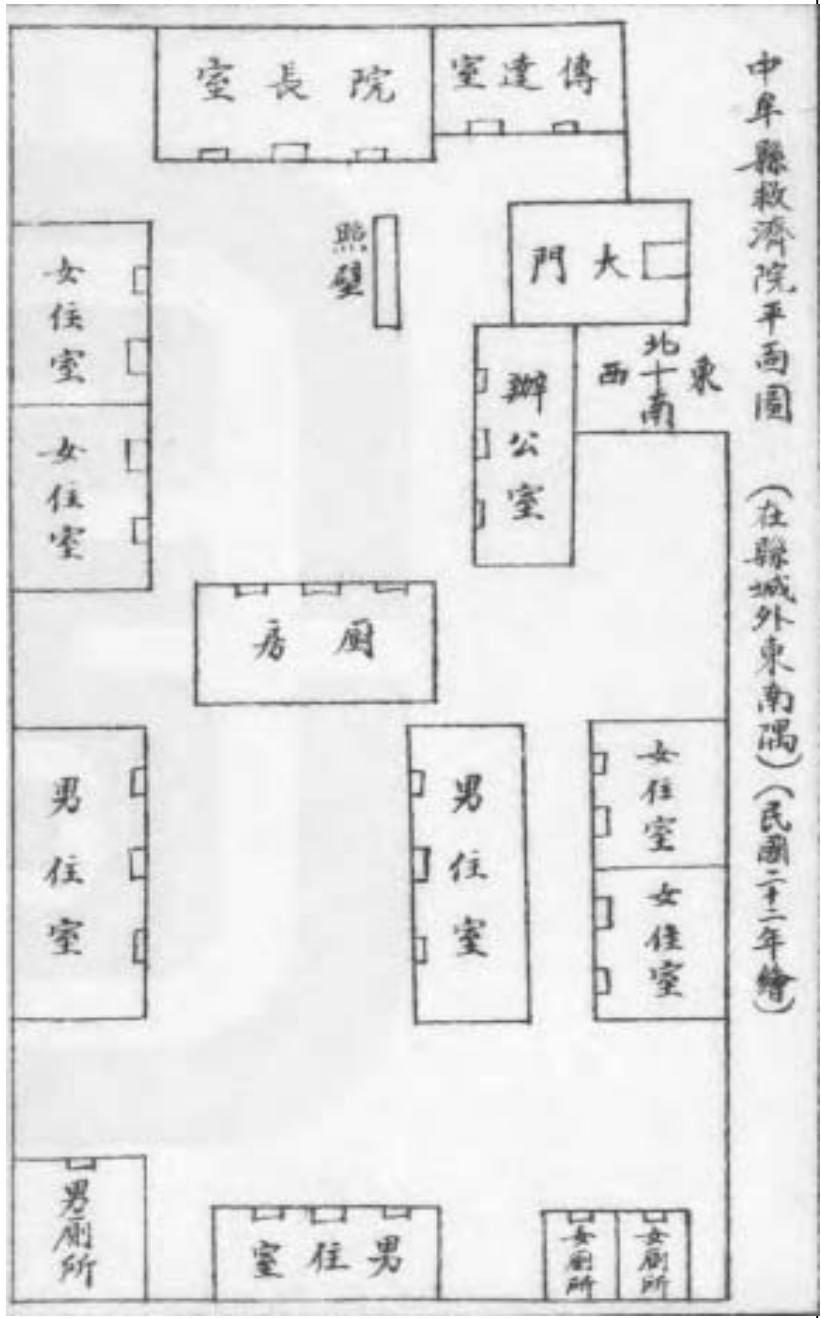 中牟縣救濟院平面圖 (在縣城外東南隅)(民國二十二年繪)
傳達室
院長室
大門
照壁
北
東
西
南
辦公室
女住室
女住室
廚房
女住室
女住室
男住室
男住室
女廁所
女廁所
男住室
男廁所